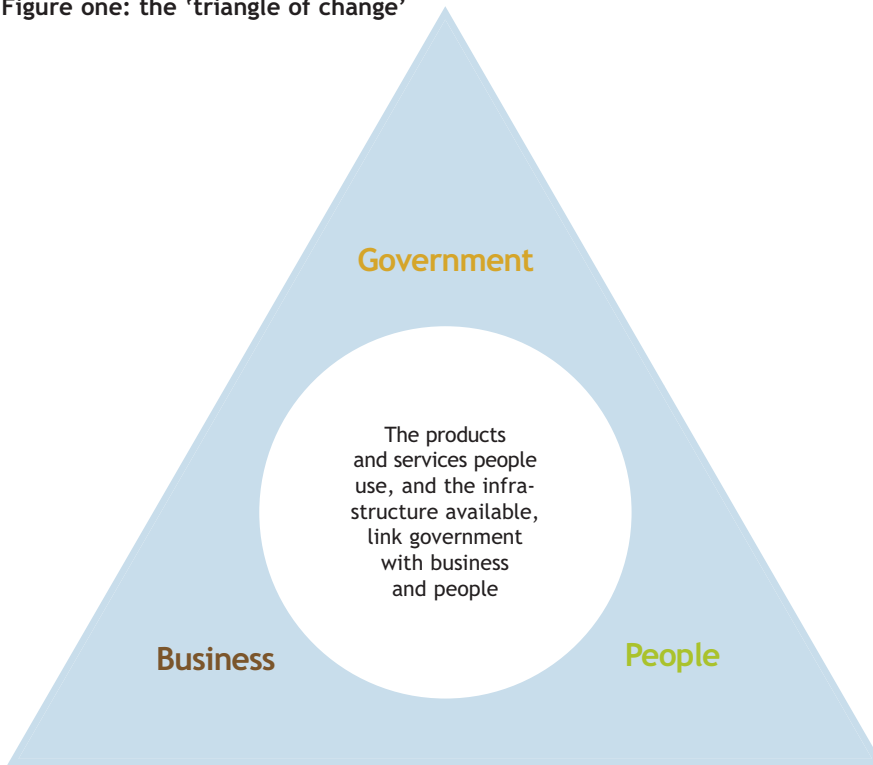 Figure one: the ‘triangle of change’
Government
The products
and services people
use, and the infra-
structure available,
link government
with business
and people
Business
People